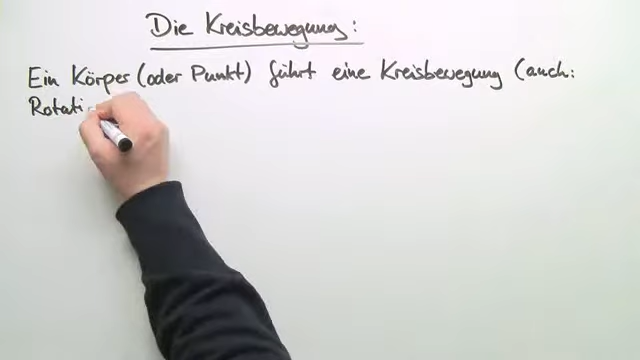 Die Kreisbewegung:
Ein Körper (oder Punkt) führt eine Kreisbewegung (auch:
Rotati